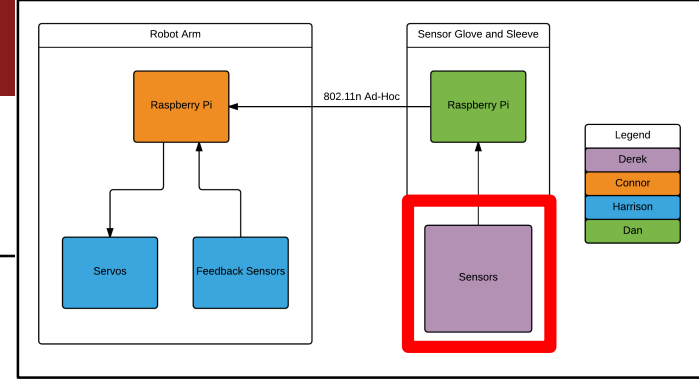 Robot Arm
Sensor Glove and Sleeve
Raspberry Pi
802.11n Ad-Hoc
Raspberry Pi
Servos
Feedback Sensors
Sensors
Legend
Derek
Connor
Harrison
Dan